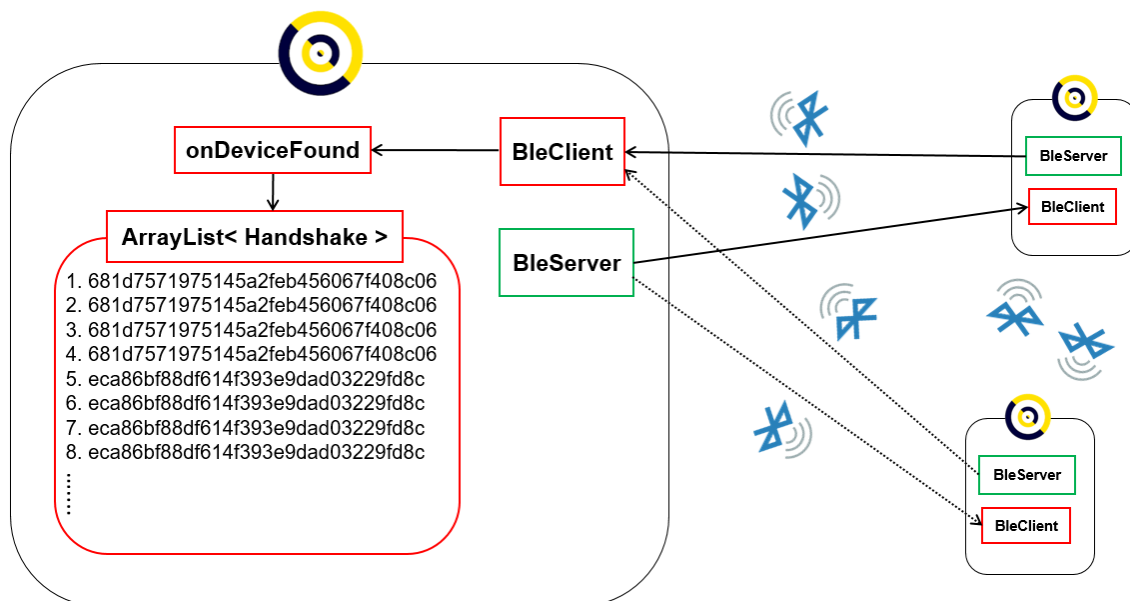 onDeviceFound
BleClient
ArrayList< Handshake >
BleServer
1. 681d7571975145a2feb456067f408c06
2. 681d7571975145a2feb456067f408c06
3. 681d7571975145a2feb456067f408c06
4. 681d7571975145a2feb456067f408c06
5. eca86bf88df614f393e9dad03229fd8c
6. eca86bf88df614f393e9dad03229fd8c
7. eca86bf88df614f393e9dad03229fd8c
8. eca86bf88df614f393e9dad03229fd8c
BleServer
BleClient
BleServer
BleClient